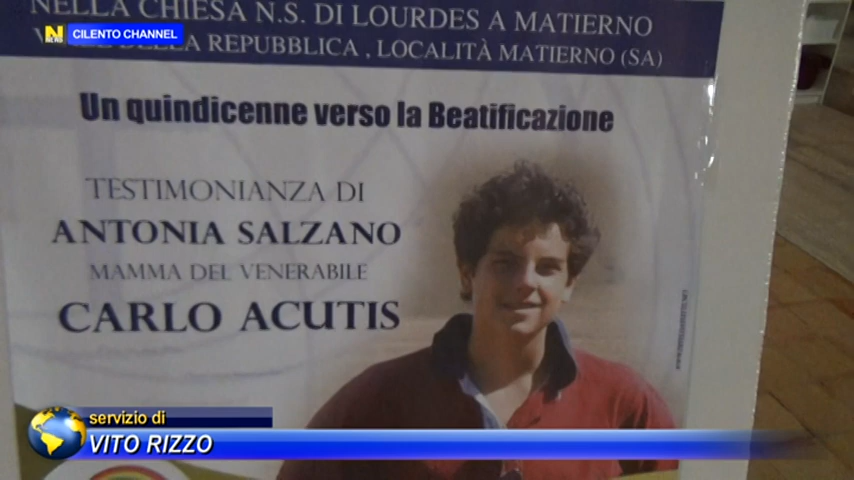 NELLA CHIESA N.S. DI LOURDES A MATIERNO
DELLA REPUBBLICA, LOCALITÀ MATIERNO (SA)
N
NEWS
CILENTO CHANNEL
Un quindicenne verso la Beatificazione
TESTIMONIANZA DI
ANTONIA SALZANO
MAMMA DEL VENERABILE
CARLO ACUTIS
servizio di
VITO RIZZO